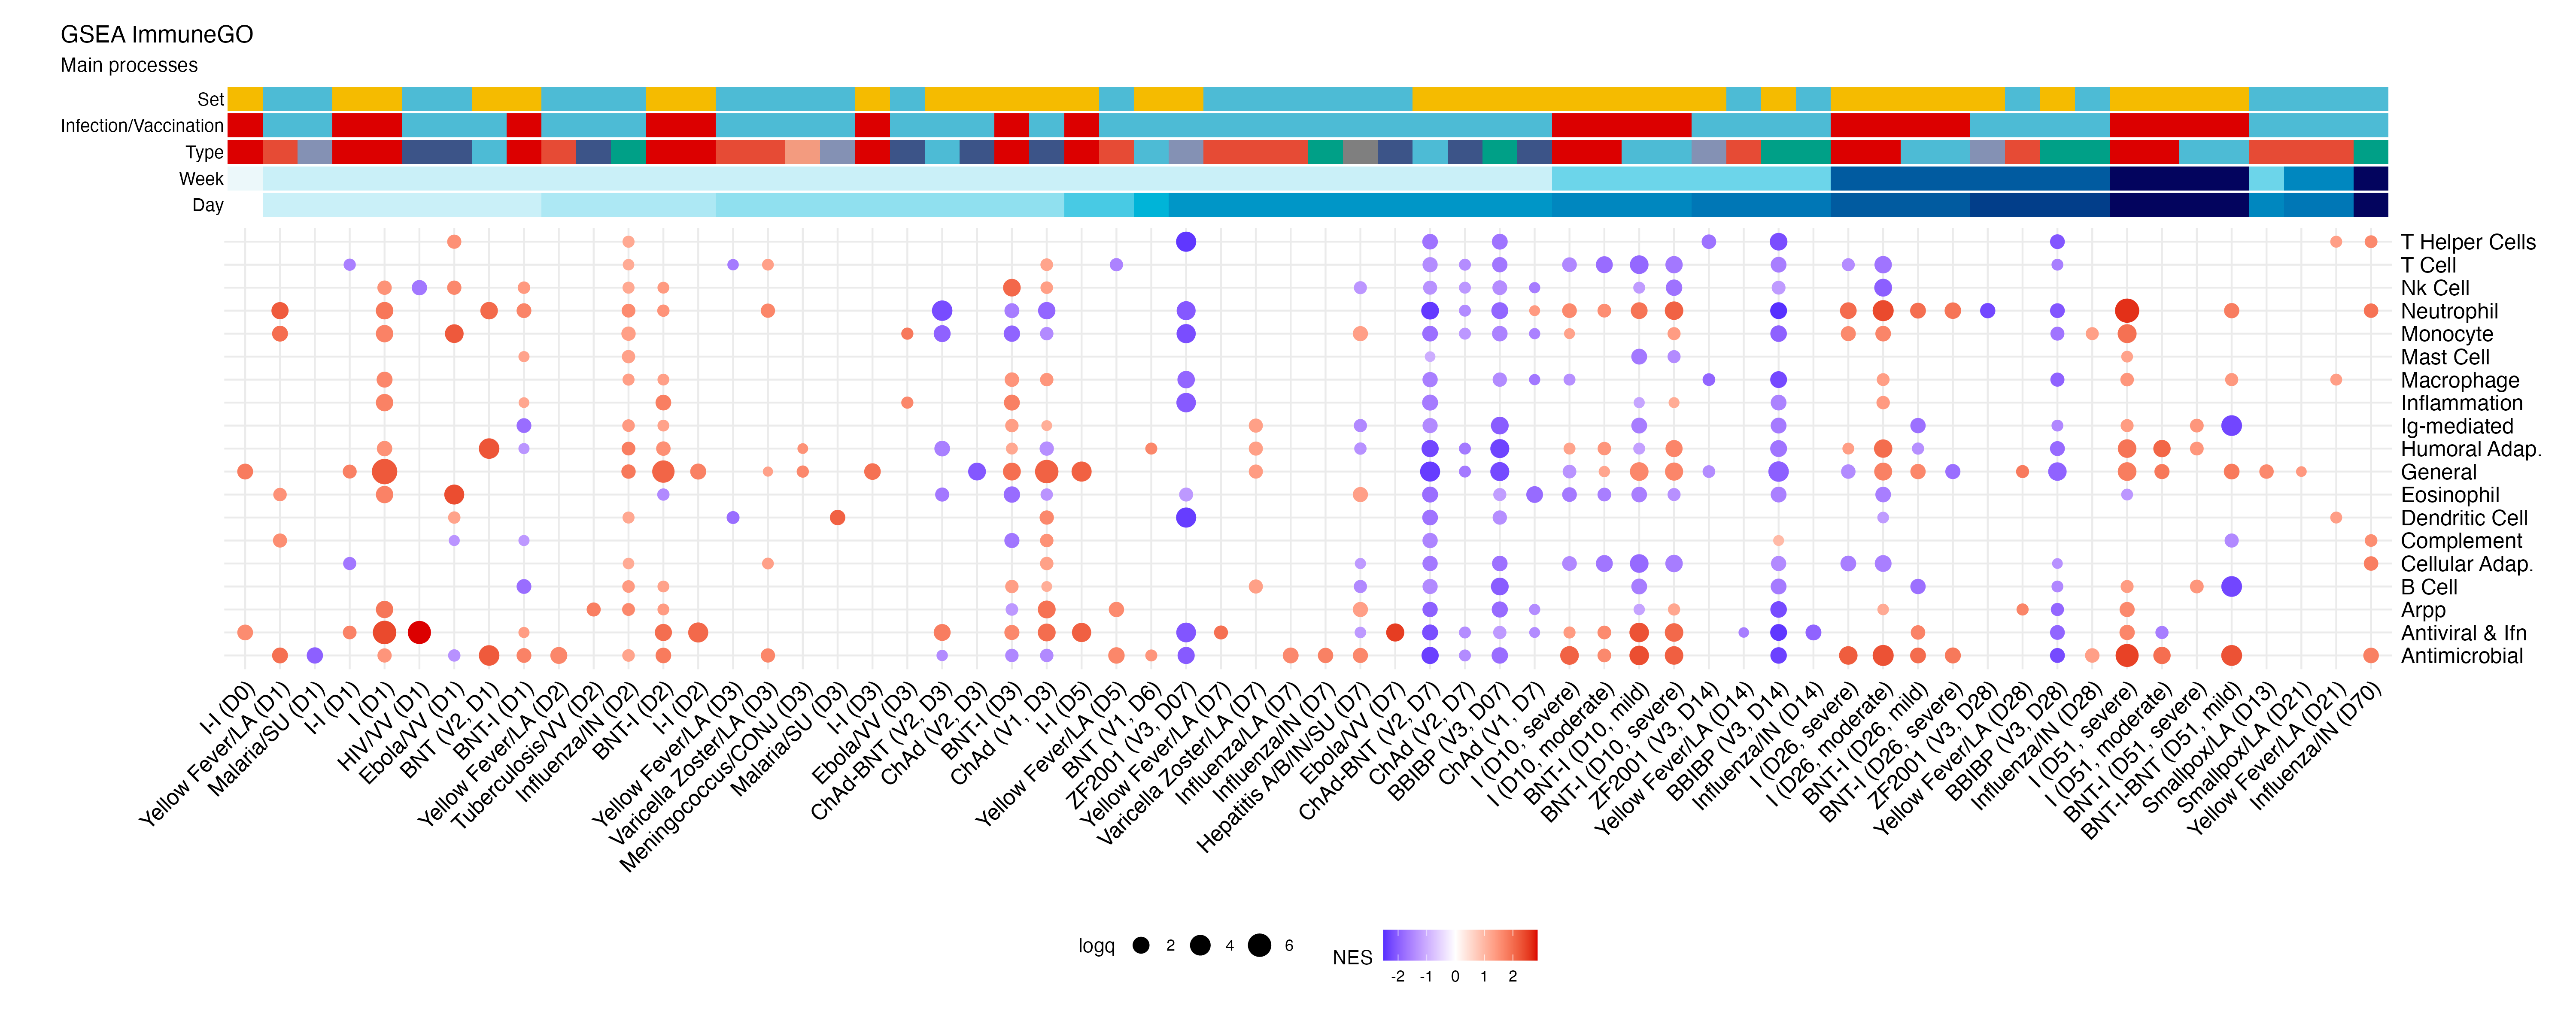 GSEA ImmuneGO
Main processes
Set
Infection/Vaccination
Type
Week
Day
T Helper Cells
T Cell
Nk Cell
Neutrophil
Monocyte
Mast Cell
Macrophage
Inflammation
Ig-mediated
Humoral Adap.
General
Eosinophil
Dendritic Cell
Complement
Cellular Adap.
B Cell
Arpp
Antiviral & Ifn
Antimicrobial
I-I (D0)
Yellow Fever/LA (D1)
Malaria/SU (D1)
I-I (D1)
I (D1)
HIV/VV (D1)
Ebola/VV (D1)
BNT (V2, D1)
BNT-I (D1)
Yellow Fever/LA (D2)
Tuberculosis/VV (D2)
Influenza/IN (D2)
BNT-I (D2)
I-I (D2)
Yellow Fever/LA (D3)
Varicella Zoster/LA (D3)
Meningococcus/CONJ (D3)
Malaria/SU (D3)
I-I (D3)
Ebola/VV (D3)
ChAd-BNT (V2, D3)
ChAd (V2, D3)
BNT-I (D3)
ChAd (V1, D3)
I-I (D5)
Yellow Fever/LA (D5)
BNT (V1, D6)
ZF2001 (V3, D07)
Yellow Fever/LA (D7)
Varicella Zoster/LA (D7)
Influenza/LA (D7)
Influenza/IN (D7)
Hepatitis A/B/IN/SU (D7)
Ebola/VV (D7)
ChAd-BNT (V2, D7)
ChAd (V2, D7)
BBIBP (V3, D07)
ChAd (V1, D7)
I (D10, severe)
I (D10, moderate)
BNT-I (D10, mild)
BNT-I (D10, severe)
ZF2001 (V3, D14)
Yellow Fever/LA (D14)
BBIBP (V3, D14)
Influenza/IN (D14)
I (D26, severe)
I (D26, moderate)
BNT-I (D26, mild)
BNT-I (D26, severe)
ZF2001 (V3, D28)
Yellow Fever/LA (D28)
BBIBP (V3, D28)
Influenza/IN (D28)
I (D51, severe)
I (D51, moderate)
BNT-I (D51, severe)
BNT-I-BNT (D51, mild)
Smallpox/LA (D13)
Smallpox/LA (D21)
Yellow Fever/LA (D21)
Influenza/IN (D70)
logq 2 4 6
NES -2 -1 0 1 2